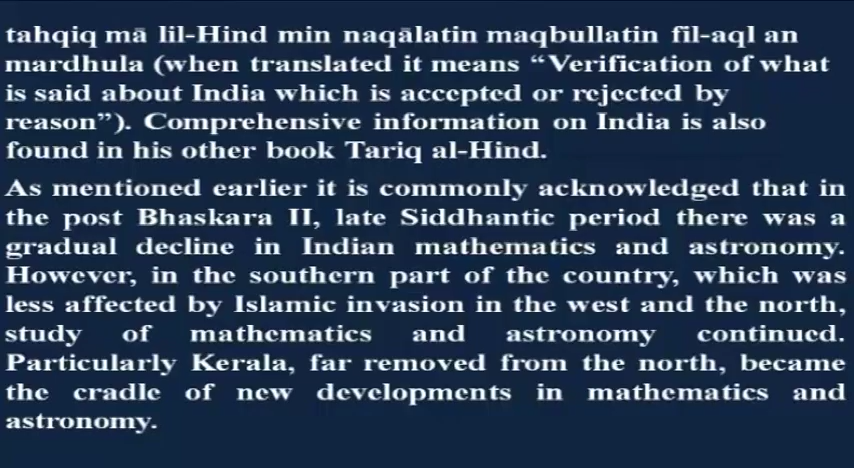 tahqiq mā lil-Hind min naqālatin maqbullatin fil-aql an
mardhula (when translated it means “Verification of what
is said about India which is accepted or rejected by
reason”). Comprehensive information on India is also
found in his other book Tariq al-Hind.
As mentioned earlier it is commonly acknowledged that in
the post Bhaskara II, late Siddhantic period there was a
gradual decline in Indian mathematics and astronomy.
However, in the southern part of the country, which was
less affected by Islamic invasion in the west and the north,
study of mathematics and astronomy continued.
Particularly Kerala, far removed from the north, became
the cradle of new developments in mathematics and
astronomy.